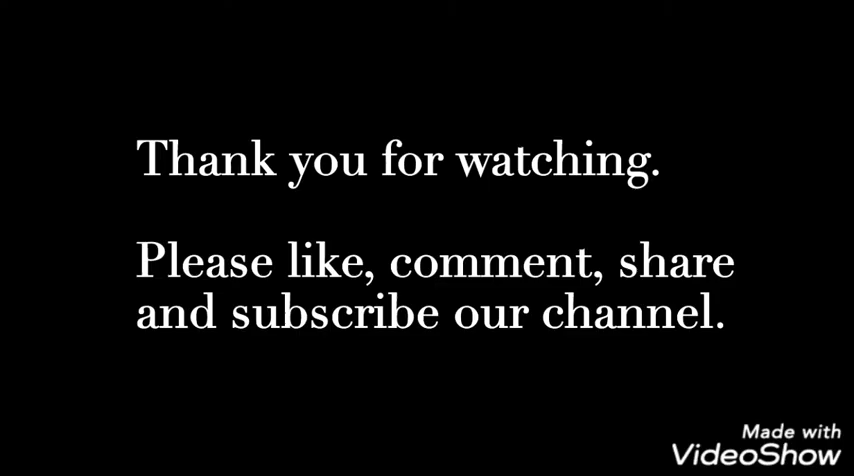 Thank you for watching.
Please like, comment, share
and subscribe our channel.
Made with
VideoShow